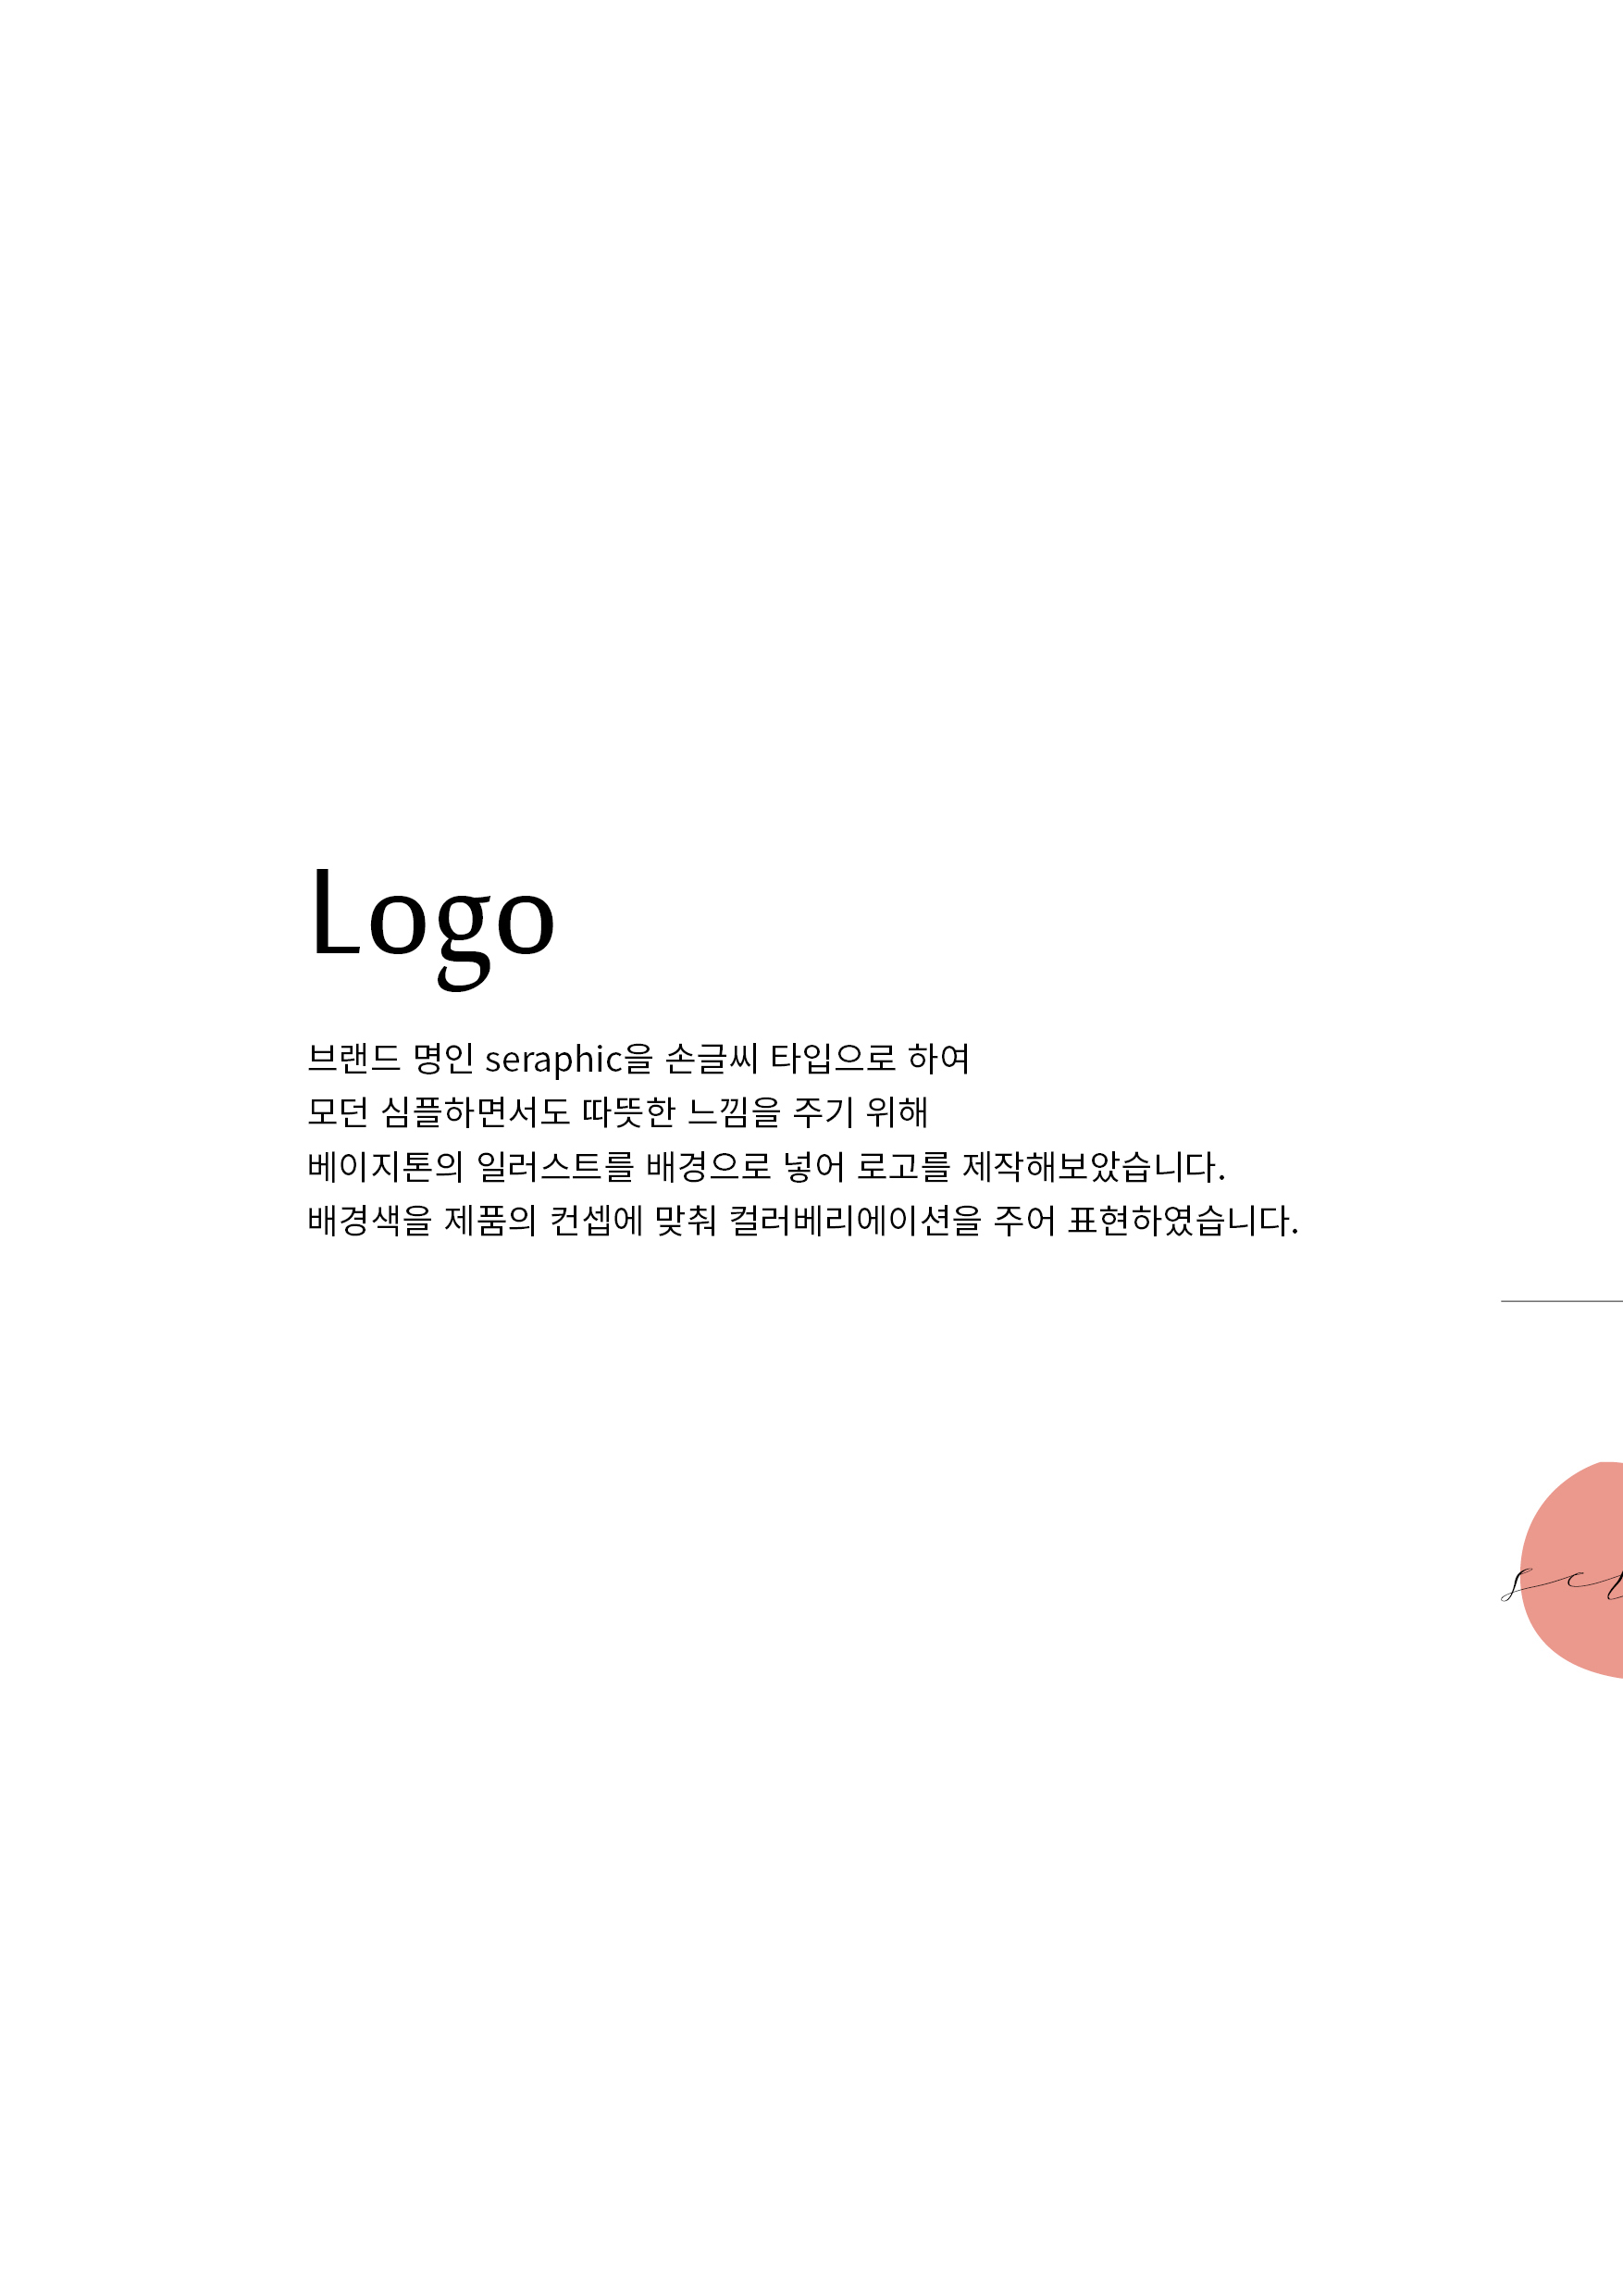 Logo
브랜드 명인 seraphic을 손글씨 타입으로 하여
모던 심플하면서도 따뜻한 느낌을 주기 위해
베이지톤의 일러스트를 배경으로 넣어 로고를 제작해보았습니다.
배경색을 제품의 컨셉에 맞춰 컬러베리에이션을 주어 표현하였습니다.